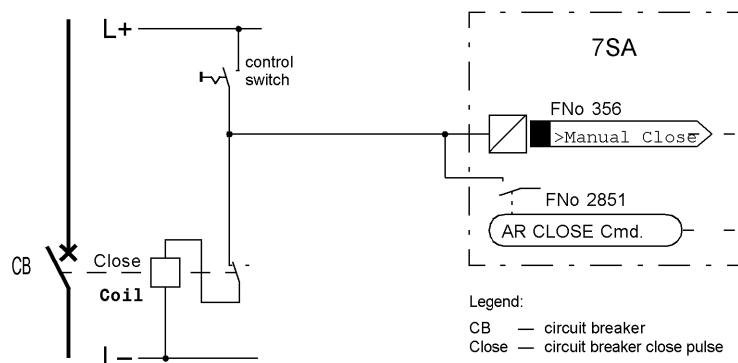 L+
7SA
control
switch
FNo 356
>Manual Close
FNo 2851
AR CLOSE Cmd.
CB
Close
Coil
L−
Legend:
CB — circuit breaker
Close — circuit breaker close pulse